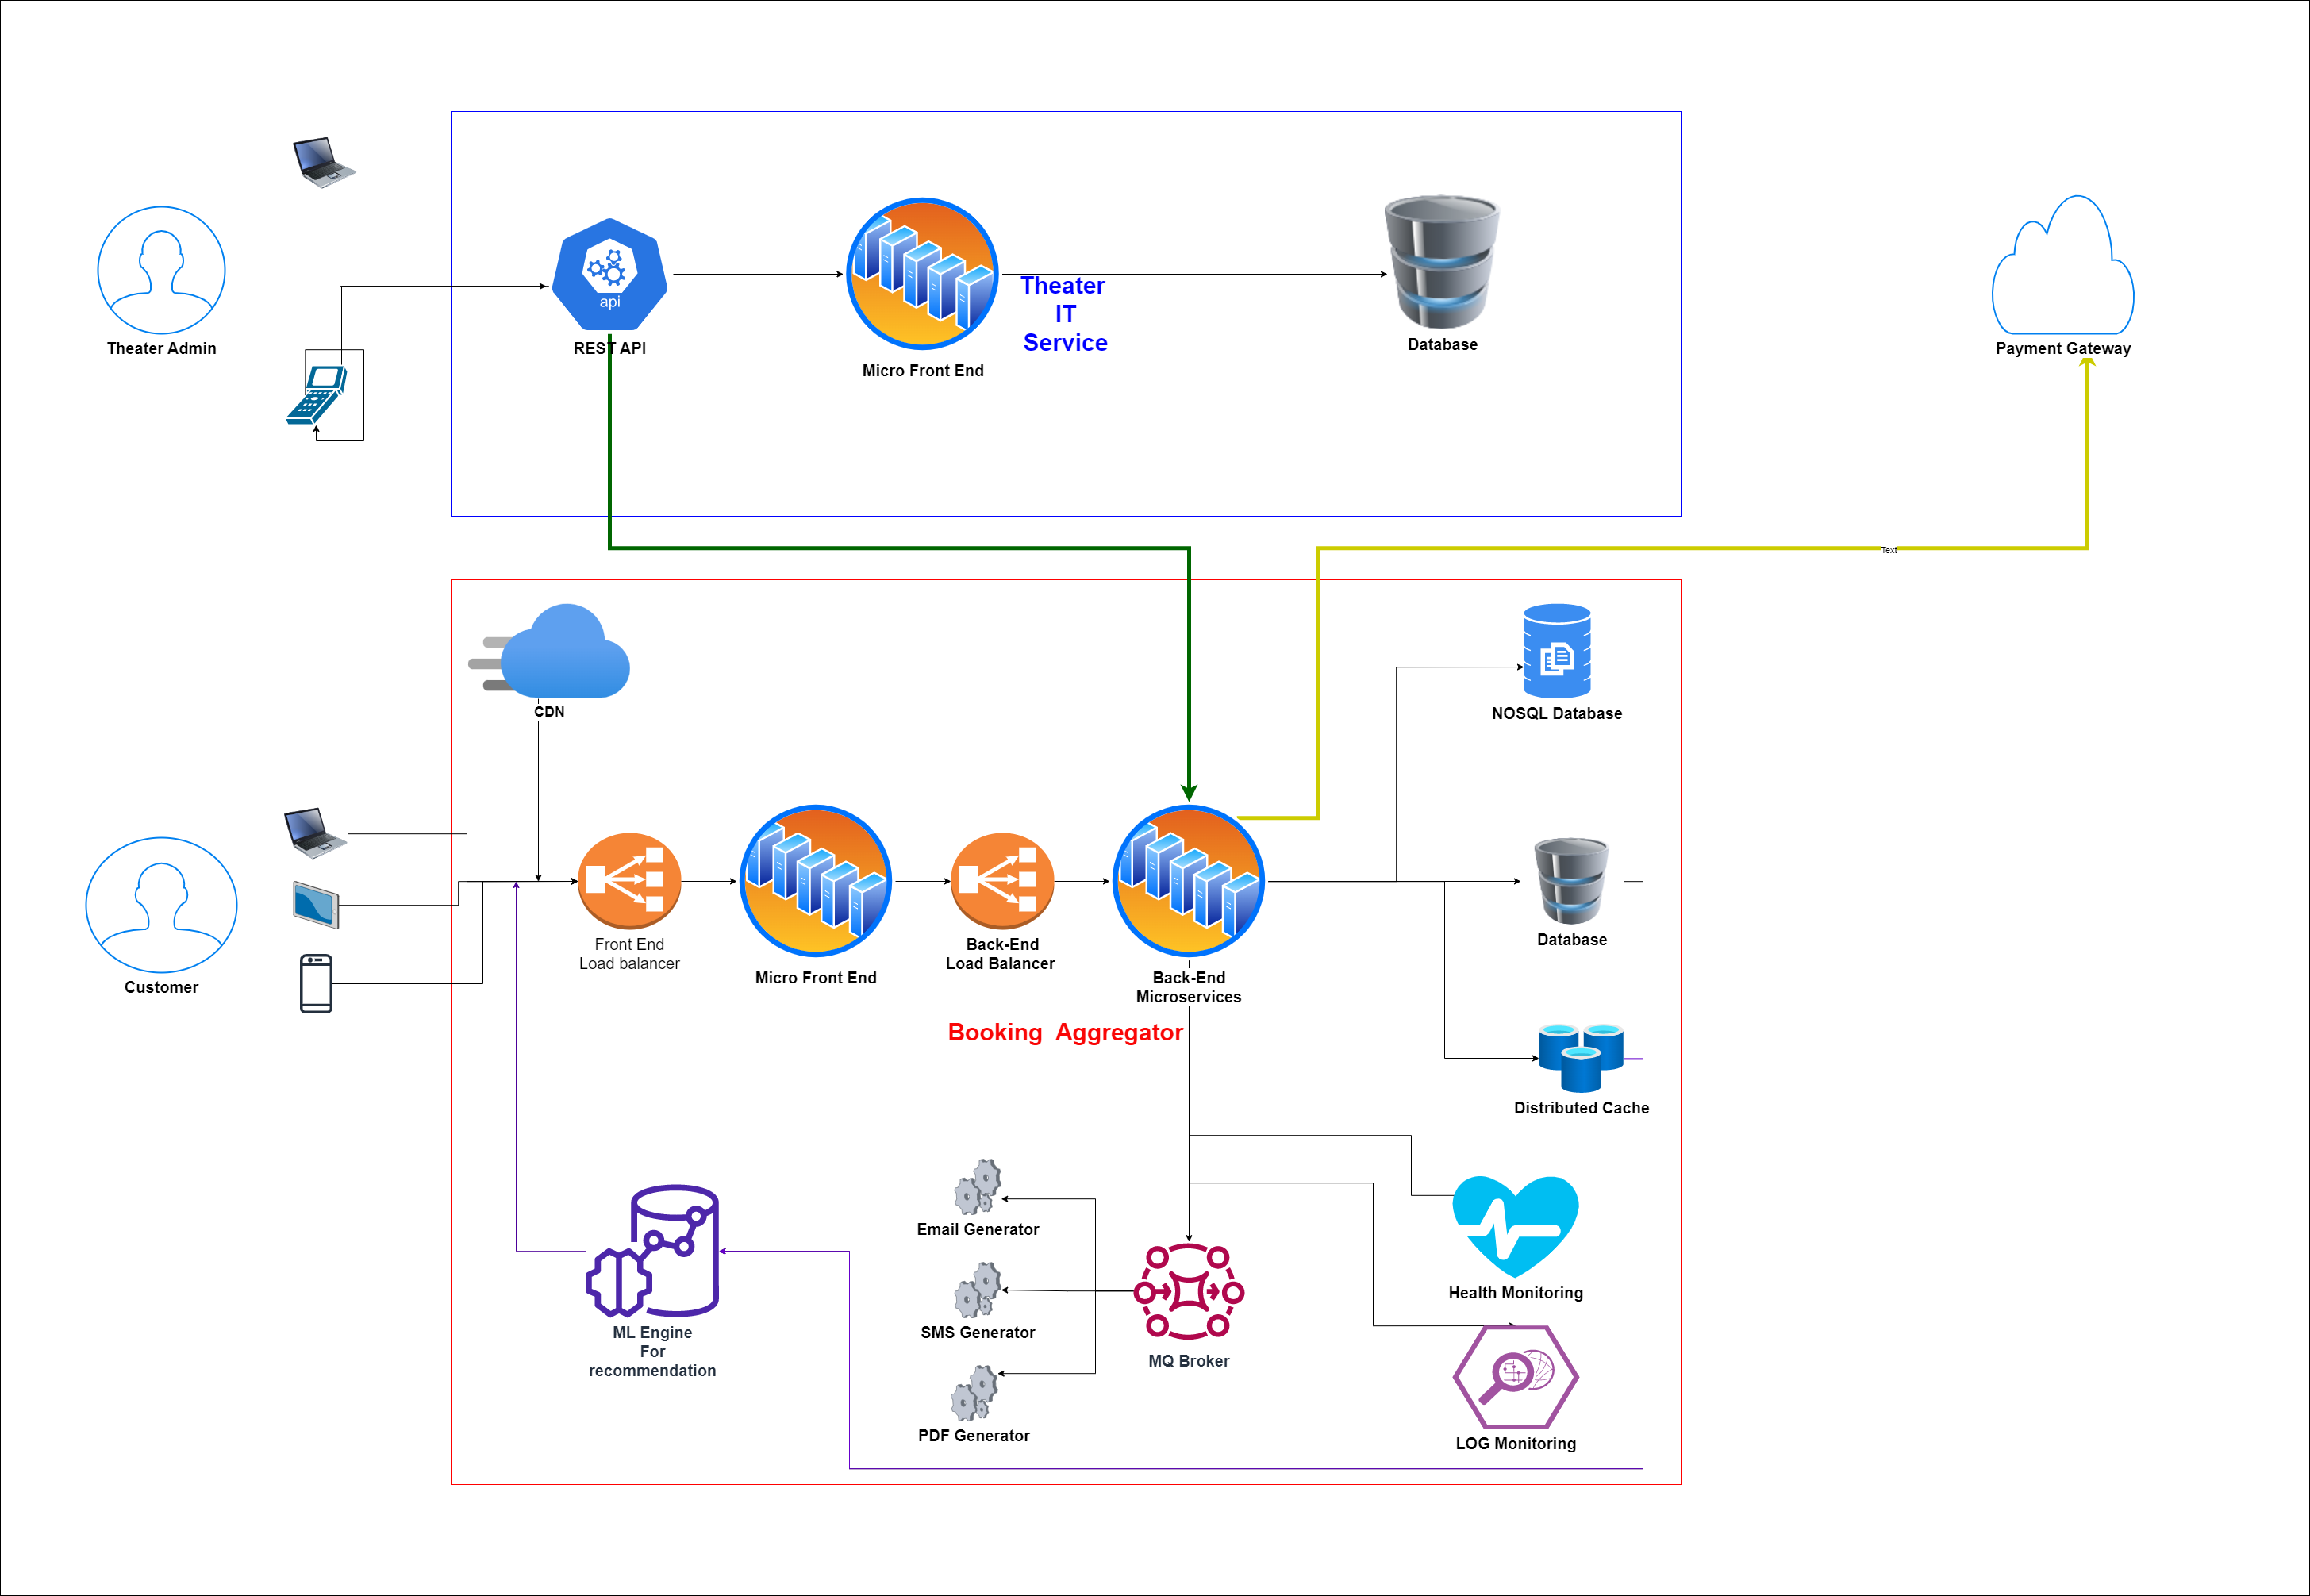 Theater Admin
api
REST API
Micro Front End
Theater
IT
Service
Database
Payment Gateway
Text
CDN
NOSQL Database
Customer
Front End
Load balancer
Micro Front End
Back-End
Load Balancer
Back-End
Microservices
Database
Booking  Aggregator
Distributed Cache
Email Generator
SMS Generator
PDF Generator
ML Engine
For
recommendation
MQ Broker
Health Monitoring
LOG Monitoring